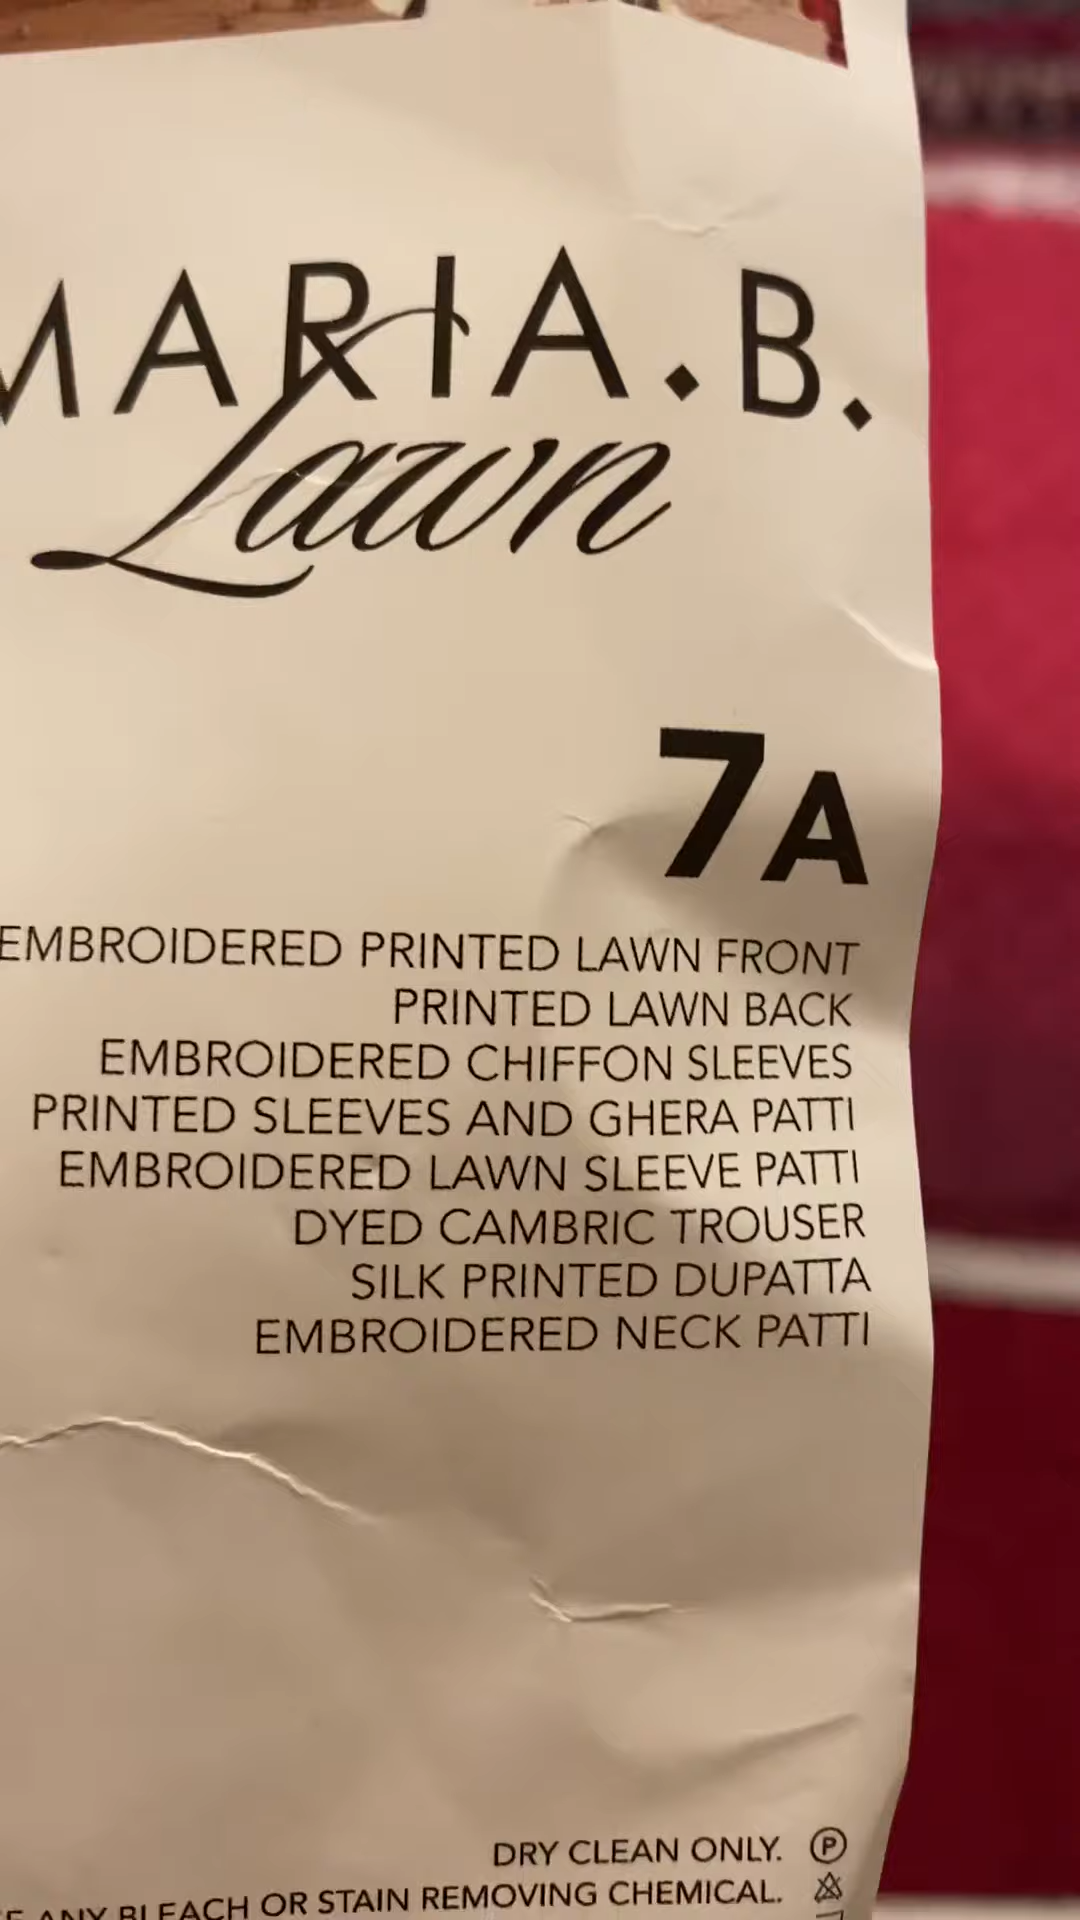 MARIA.B.
Lawn
7A
EMBROIDERED PRINTED LAWN FRONT
PRINTED LAWN BACK
EMBROIDERED CHIFFON SLEEVES
PRINTED SLEEVES AND GHERA PATTI
EMBROIDERED LAWN SLEEVE PATTI
DYED CAMBRIC TROUSER
SILK PRINTED DUPATTA
EMBROIDERED NECK PATTI
DRY CLEAN ONLY. P
ANY BLEACH OR STAIN REMOVING CHEMICAL.